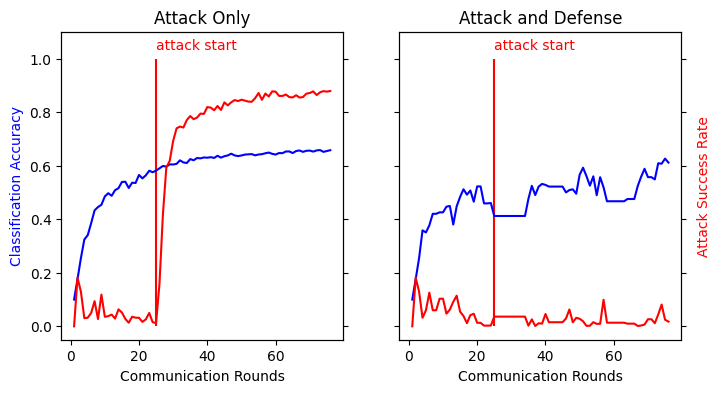 Attack Only
Attack and Defense
attack start
attack start
1.0
0.8
0.6
0.4
0.2
0.0
Classification Accuracy
Attack Success Rate
0
20
40
60
0
20
40
60
Communication Rounds
Communication Rounds